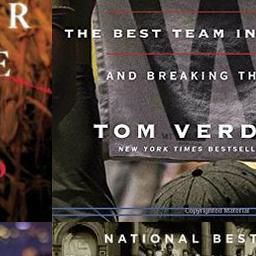 R
E
THE BEST TEAM IN
AND BREAKING TH
TOM VERD
NEW YORK TIMES BESTSELL
Copyrighted Material
NATIONAL BEST